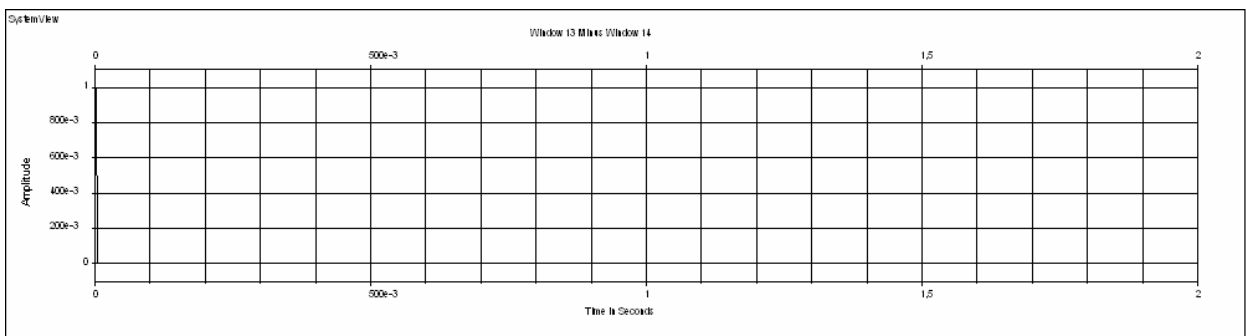 SystemView
Window 13 Minus Window 14
0 500e-3 1 1,5 2
1
800e-3
600e-3
400e-3
200e-3
0
Amplitude
0 500e-3 1 1,5 2
Time in Seconds